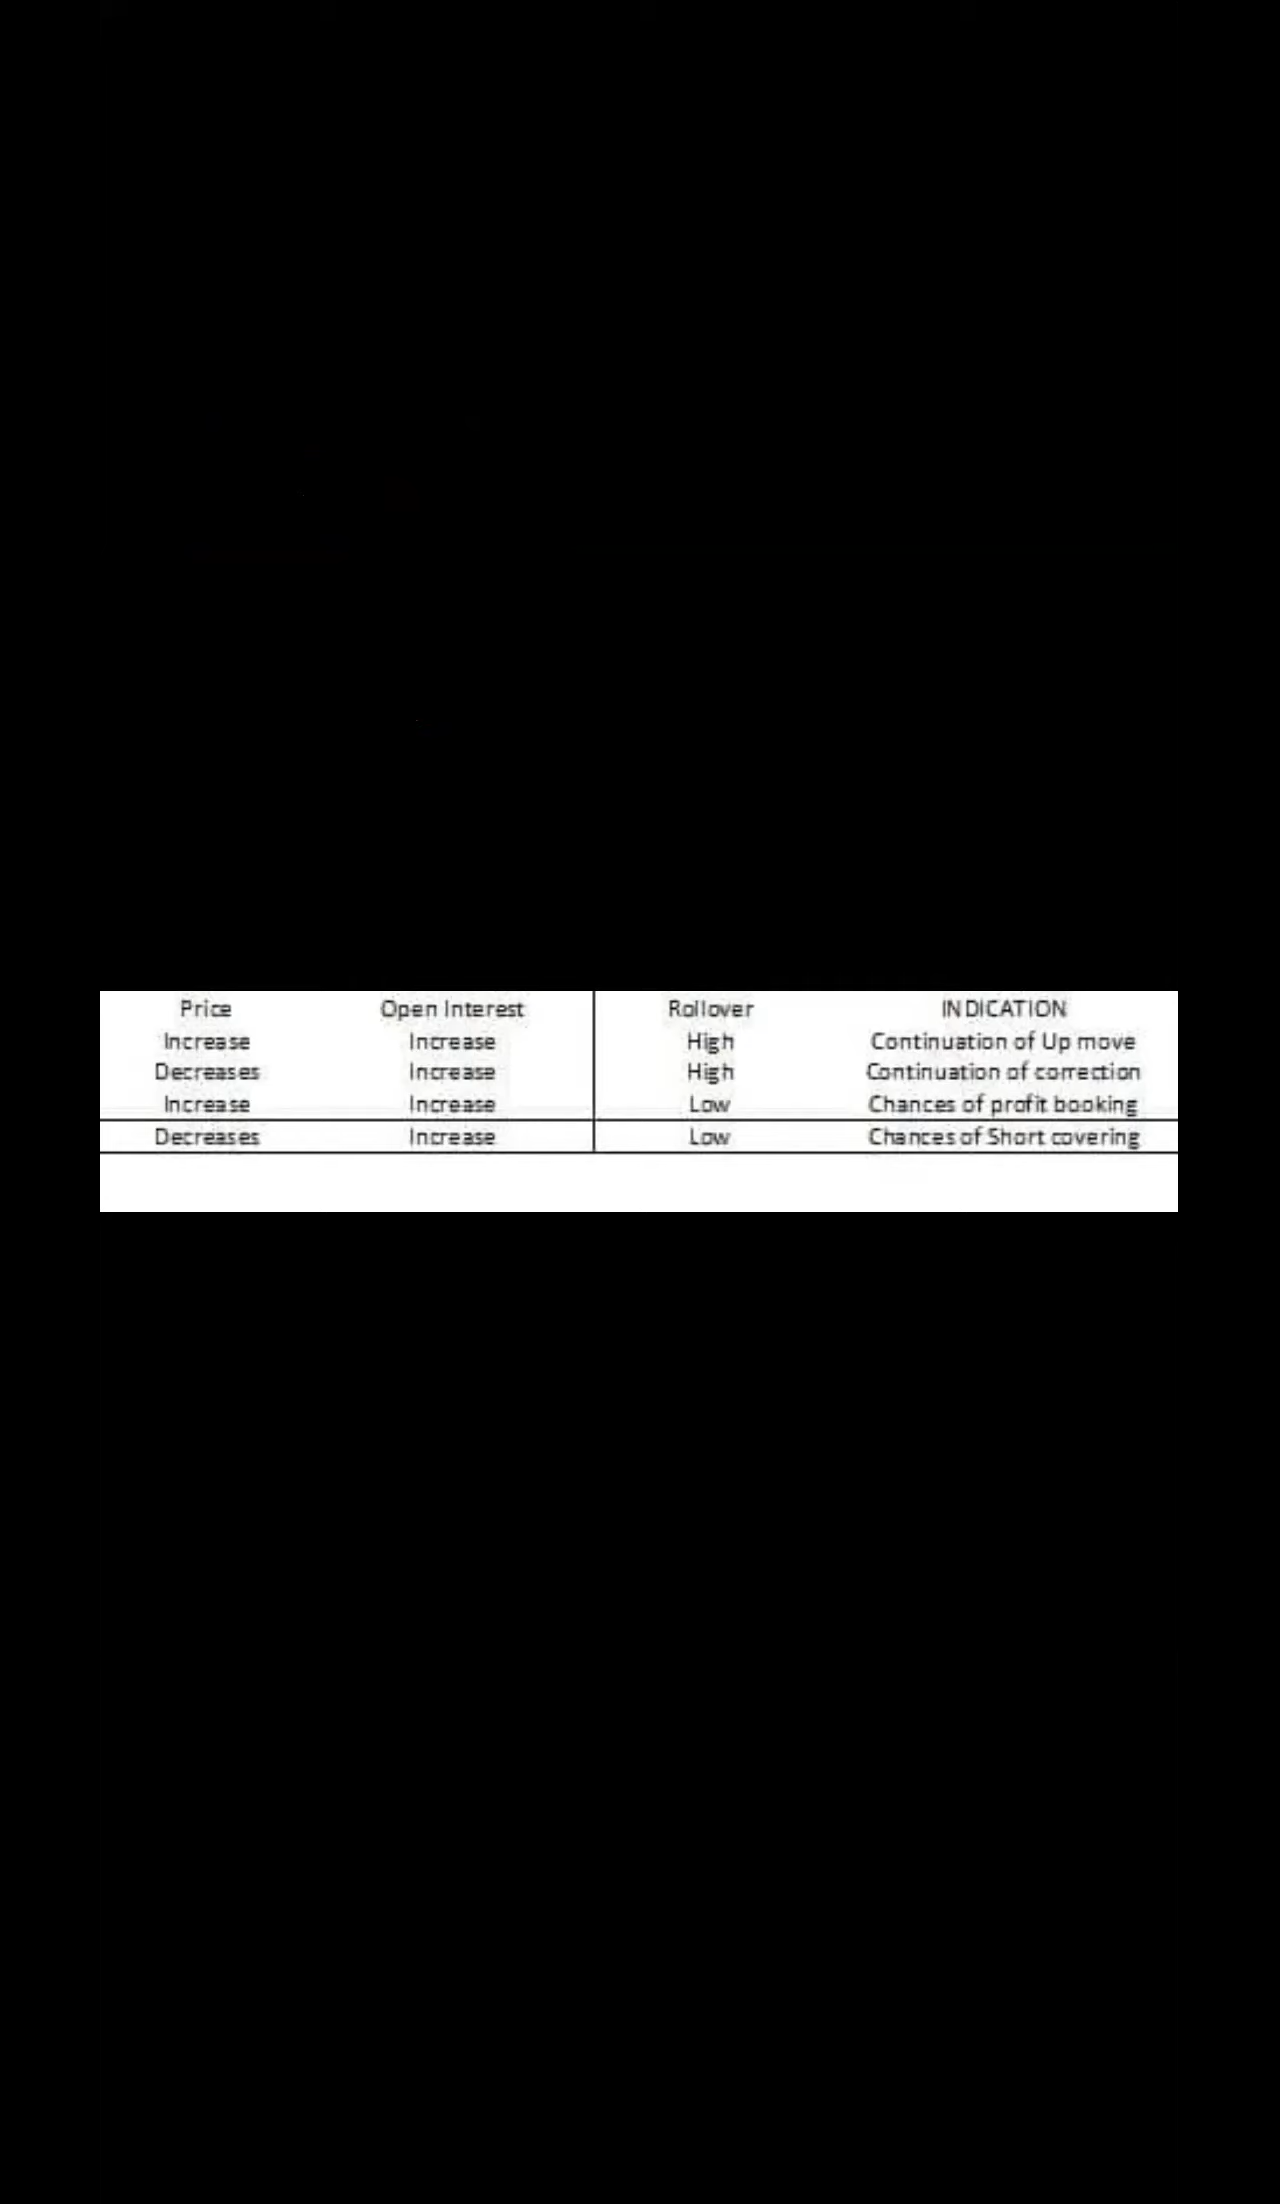 Price Open Interest Rollover INDICATION
Increase Increase High Continuation of Up move
Decreases Increase High Continuation of correction
Increase Increase Low Chances of profit booking
Decreases Increase Low Chances of Short covering